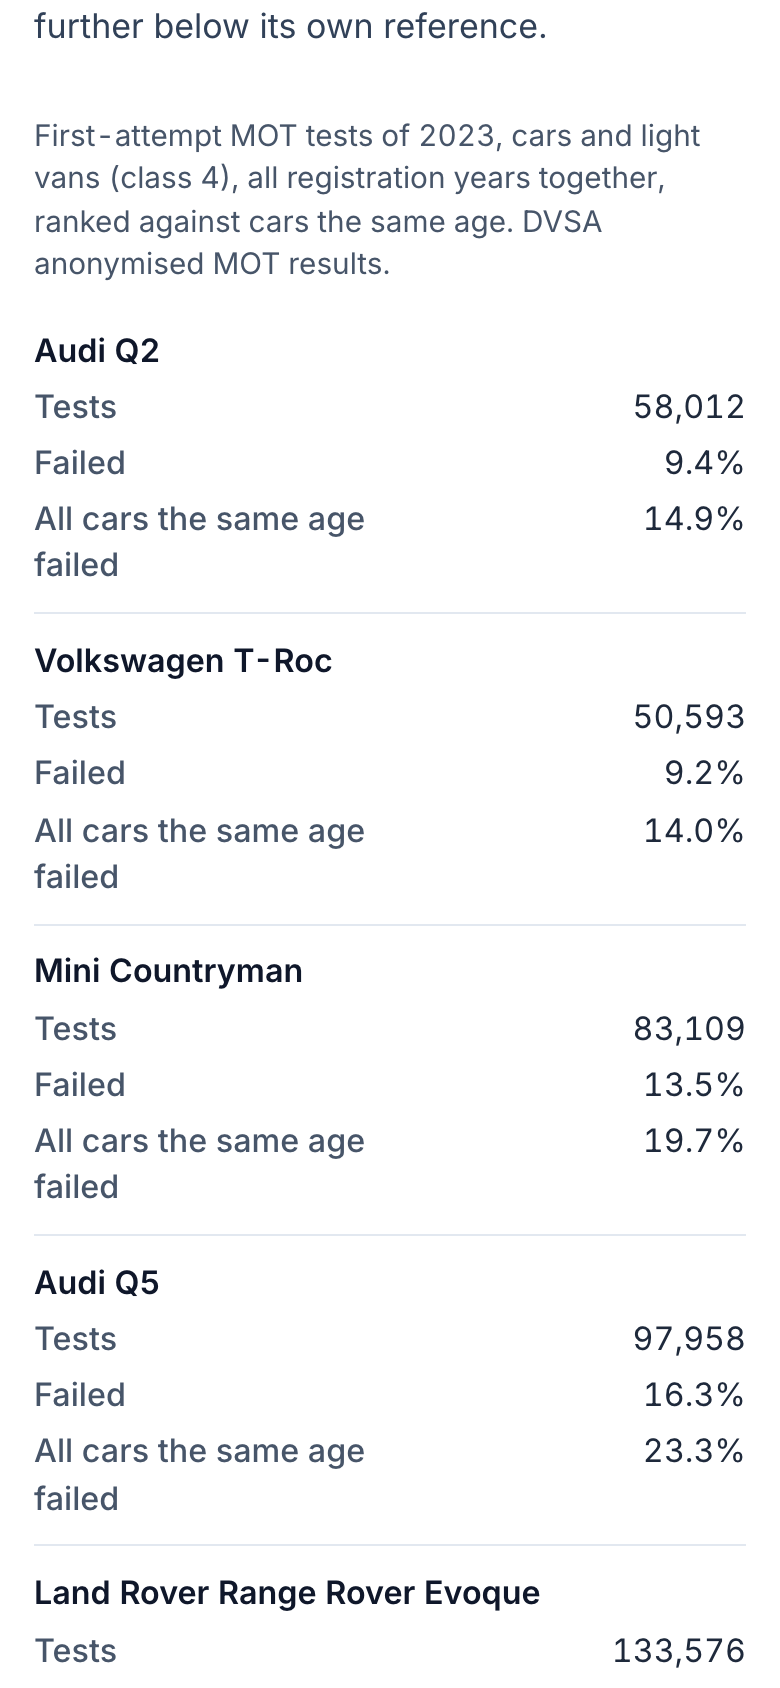 further below its own reference.
First-attempt MOT tests of 2023, cars and light
vans (class 4), all registration years together,
ranked against cars the same age. DVSA
anonymised MOT results.
Audi Q2
Tests 58,012
Failed 9.4%
All cars the same age 14.9%
failed
Volkswagen T-Roc
Tests 50,593
Failed 9.2%
All cars the same age 14.0%
failed
Mini Countryman
Tests 83,109
Failed 13.5%
All cars the same age 19.7%
failed
Audi Q5
Tests 97,958
Failed 16.3%
All cars the same age 23.3%
failed
Land Rover Range Rover Evoque
Tests 133,576